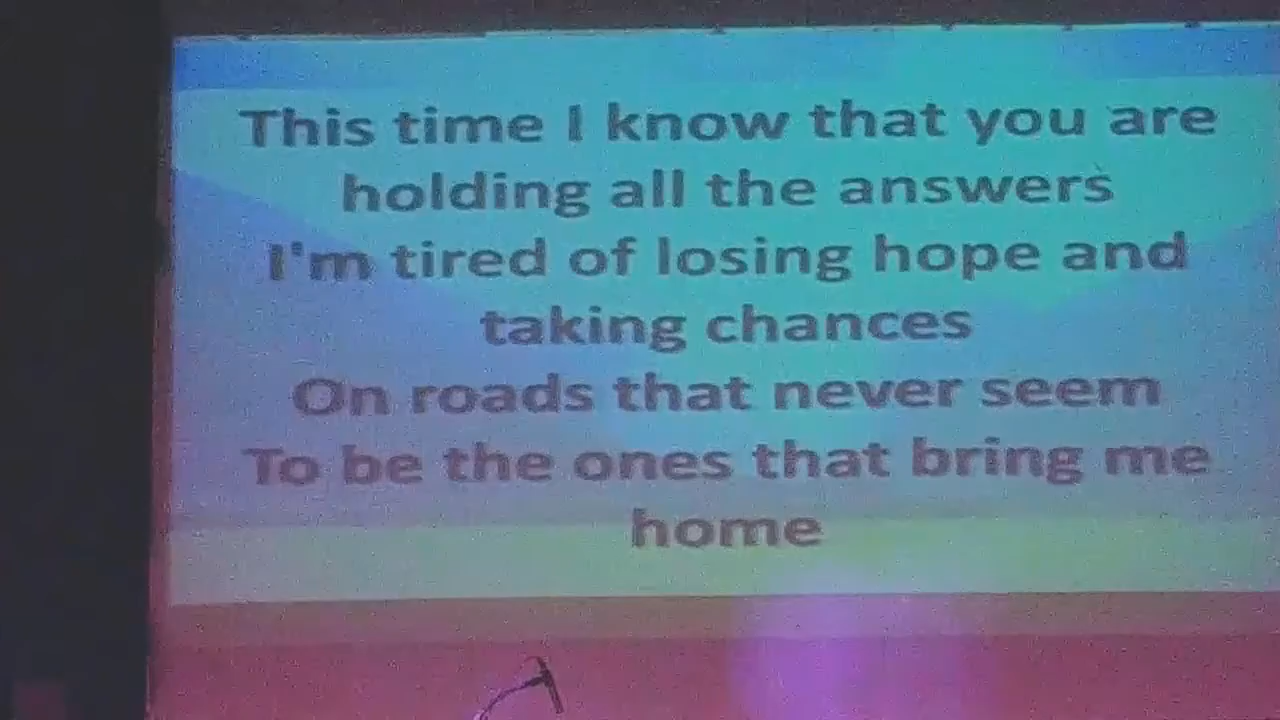 This time I know that you are
holding all the answers
I'm tired of losing hope and
taking chances
On roads that never seem
To be the ones that bring me
home